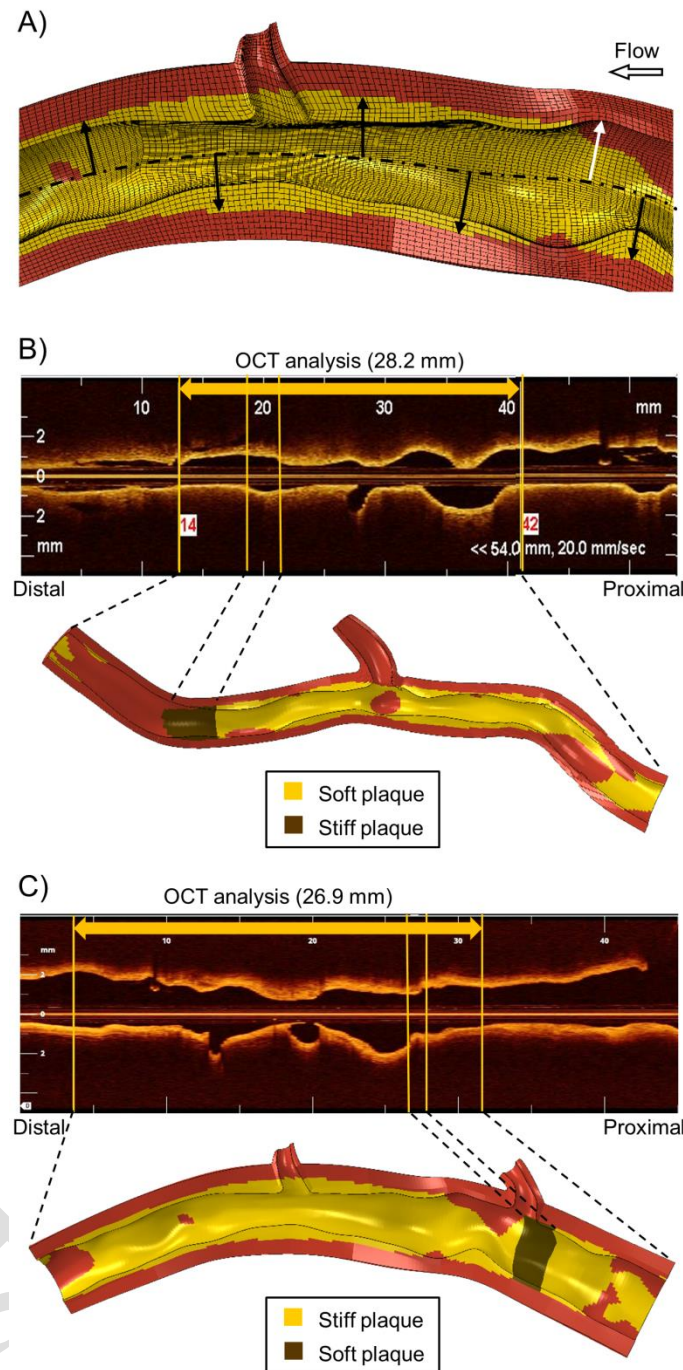 A)
Flow
B)
OCT analysis (28.2 mm)
10 20 30 40 mm
2
0
2
mm
14
42
<< 54.0 mm, 20.0 mm/sec
Distal
Proximal
Soft plaque
Stiff plaque
C)
OCT analysis (26.9 mm)
mm 10 20 30 40
0
2
Distal
Proximal
Stiff plaque
Soft plaque